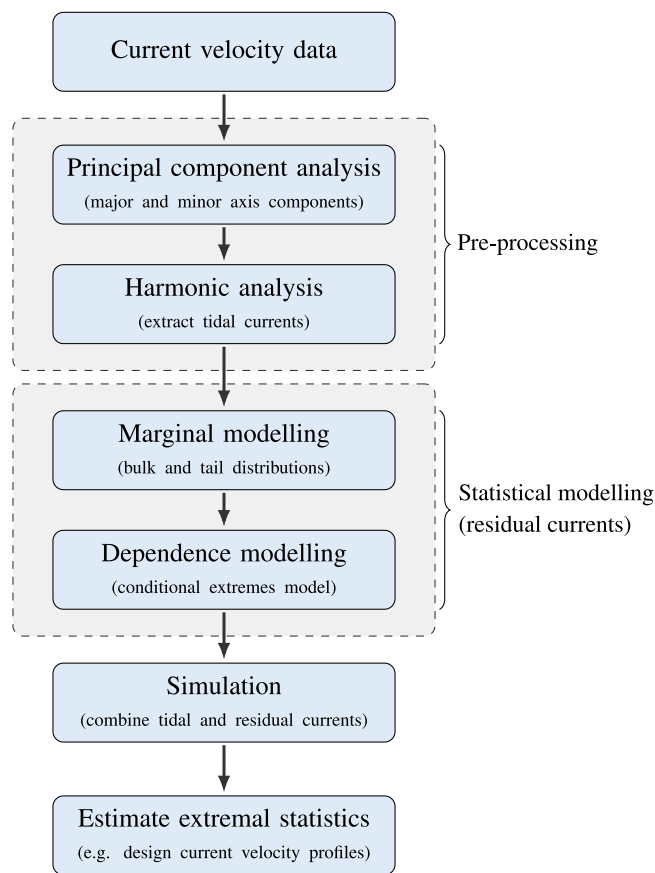 Current velocity data
Principal component analysis
(major and minor axis components)
Pre-processing
Harmonic analysis
(extract tidal currents)
Marginal modelling
(bulk and tail distributions)
Statistical modelling
(residual currents)
Dependence modelling
(conditional extremes model)
Simulation
(combine tidal and residual currents)
Estimate extremal statistics
(e.g. design current velocity profiles)